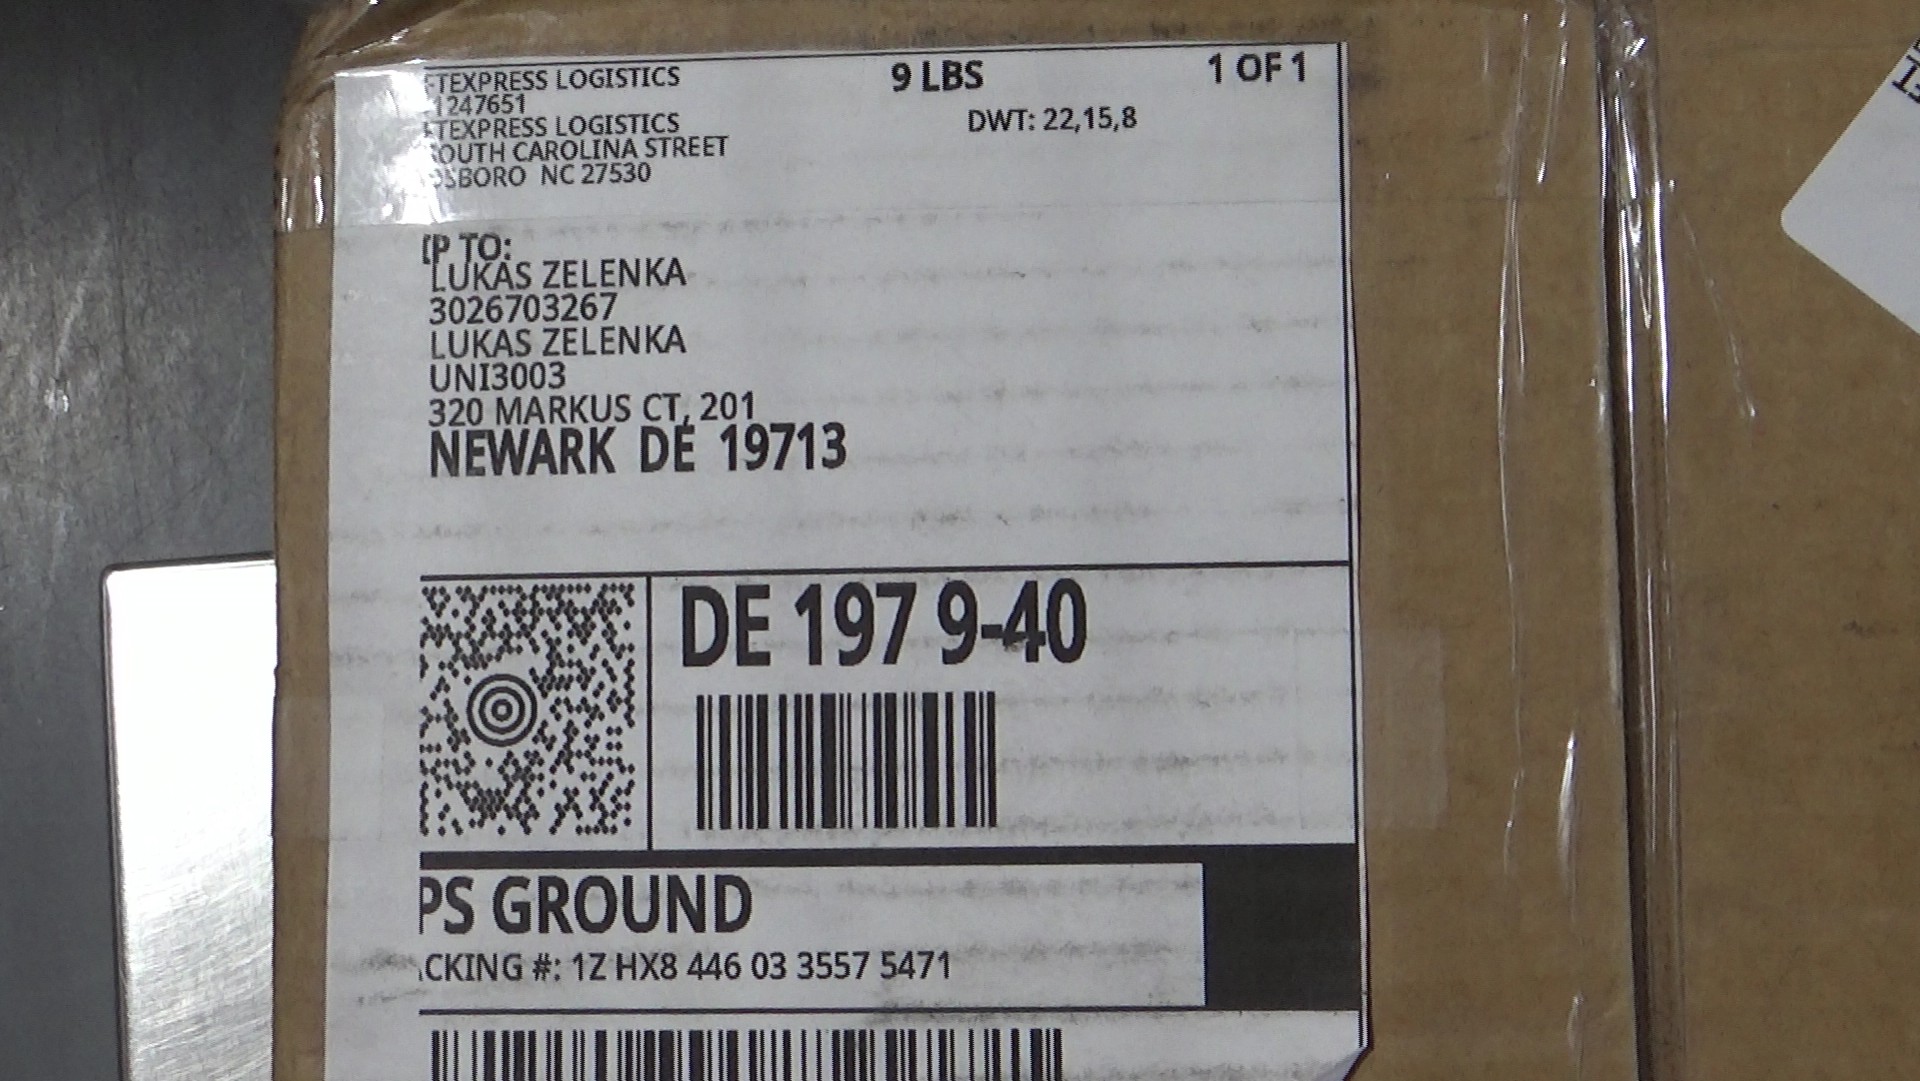 TEXPRESS LOGISTICS 9 LBS 1 OF 1
1247651
TEXPRESS LOGISTICS DWT: 22,15,8
OUTH CAROLINA STREET
SBORO NC 27530
P TO:
LUKAS ZELENKA
3026703267
LUKAS ZELENKA
UNI3003
320 MARKUS CT, 201
NEWARK DE 19713
DE 197 9-40
PS GROUND
CKING #: 1Z HX8 446 03 3557 5471